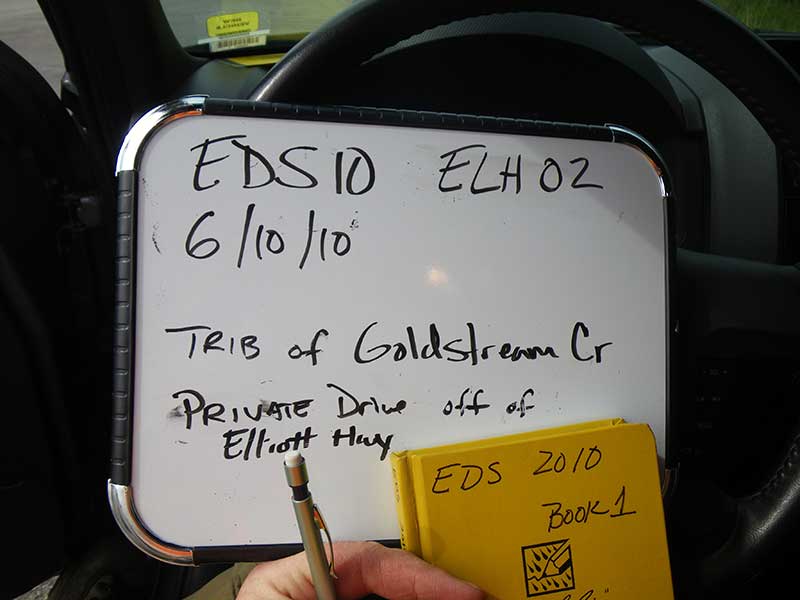 EDS10 ELH02
6/10/10
TRIB of Goldstream Cr
PRIVATE Drive off of
Elliott Hwy
EDS 2010
BOOK 1